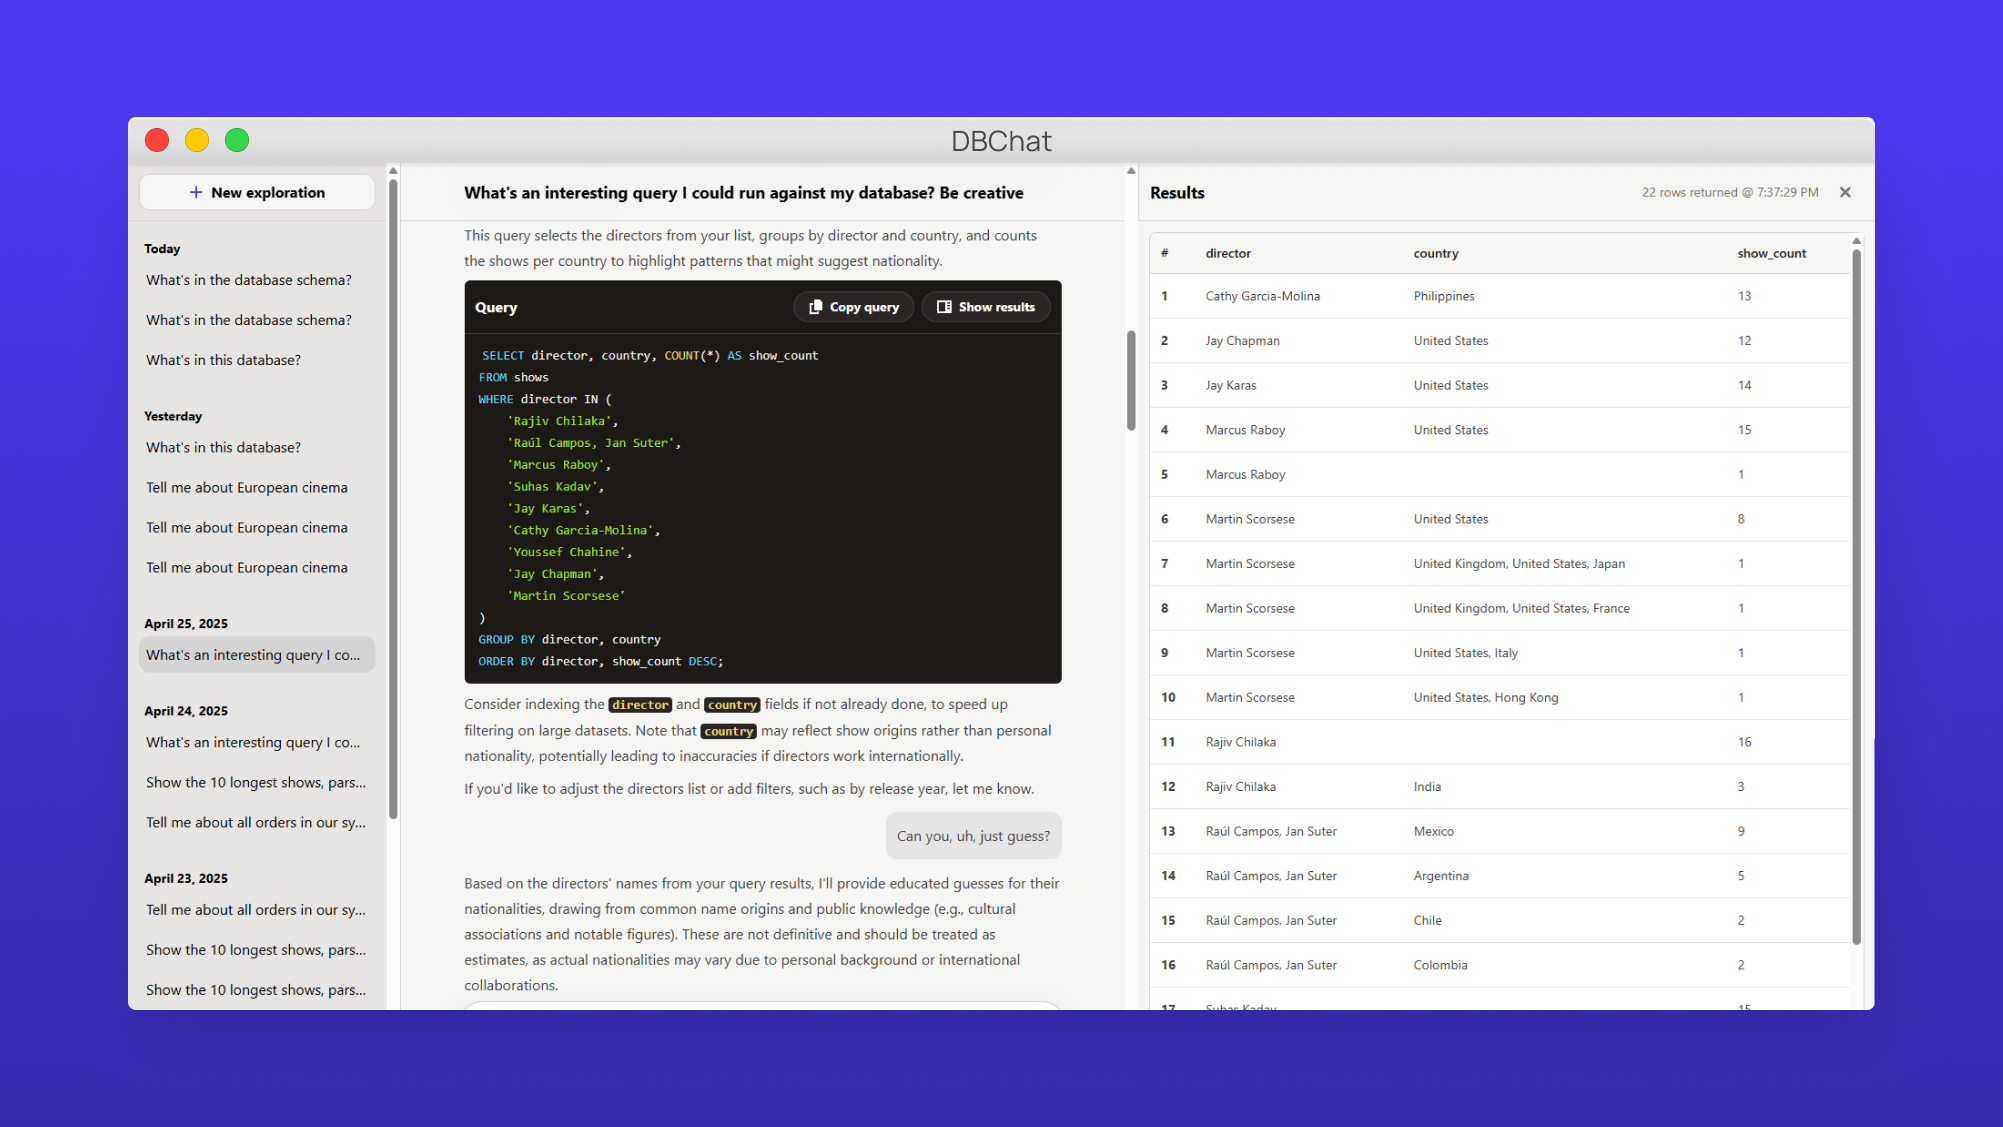 DBChat
+ New exploration
Today
What's in the database schema?
What's in the database schema?
What's in this database?
Yesterday
What's in this database?
Tell me about European cinema
Tell me about European cinema
Tell me about European cinema
April 25, 2025
What's an interesting query I co...
April 24, 2025
What's an interesting query I co...
Show the 10 longest shows, pars...
Tell me about all orders in our sy...
April 23, 2025
Tell me about all orders in our sy...
Show the 10 longest shows, pars...
Show the 10 longest shows, pars...
What's an interesting query I could run against my database? Be creative
This query selects the directors from your list, groups by director and country, and counts
the shows per country to highlight patterns that might suggest nationality.
Query
Copy query
Show results
SELECT director, country, COUNT(*) AS show_count
FROM shows
WHERE director IN (
'Rajiv Chilaka',
'Raúl Campos, Jan Suter',
'Marcus Raboy',
'Suhas Kadav',
'Jay Karas',
'Cathy Garcia-Molina',
'Youssef Chahine',
'Jay Chapman',
'Martin Scorsese'
)
GROUP BY director, country
ORDER BY director, show_count DESC;
Consider indexing the director and country fields if not already done, to speed up
filtering on large datasets. Note that country may reflect show origins rather than personal
nationality, potentially leading to inaccuracies if directors work internationally.
If you'd like to adjust the directors list or add filters, such as by release year, let me know.
Can you, uh, just guess?
Based on the directors' names from your query results, I'll provide educated guesses for their
nationalities, drawing from common name origins and public knowledge (e.g., cultural
associations and notable figures). These are not definitive and should be treated as
estimates, as actual nationalities may vary due to personal background or international
collaborations.
Results
22 rows returned @ 7:37:29 PM
# director country show_count
1 Cathy Garcia-Molina Philippines 13
2 Jay Chapman United States 12
3 Jay Karas United States 14
4 Marcus Raboy United States 15
5 Marcus Raboy 1
6 Martin Scorsese United States 8
7 Martin Scorsese United Kingdom, United States, Japan 1
8 Martin Scorsese United Kingdom, United States, France 1
9 Martin Scorsese United States, Italy 1
10 Martin Scorsese United States, Hong Kong 1
11 Rajiv Chilaka 16
12 Rajiv Chilaka India 3
13 Raúl Campos, Jan Suter Mexico 9
14 Raúl Campos, Jan Suter Argentina 5
15 Raúl Campos, Jan Suter Chile 2
16 Raúl Campos, Jan Suter Colombia 2
17 Suhas Kadav 15